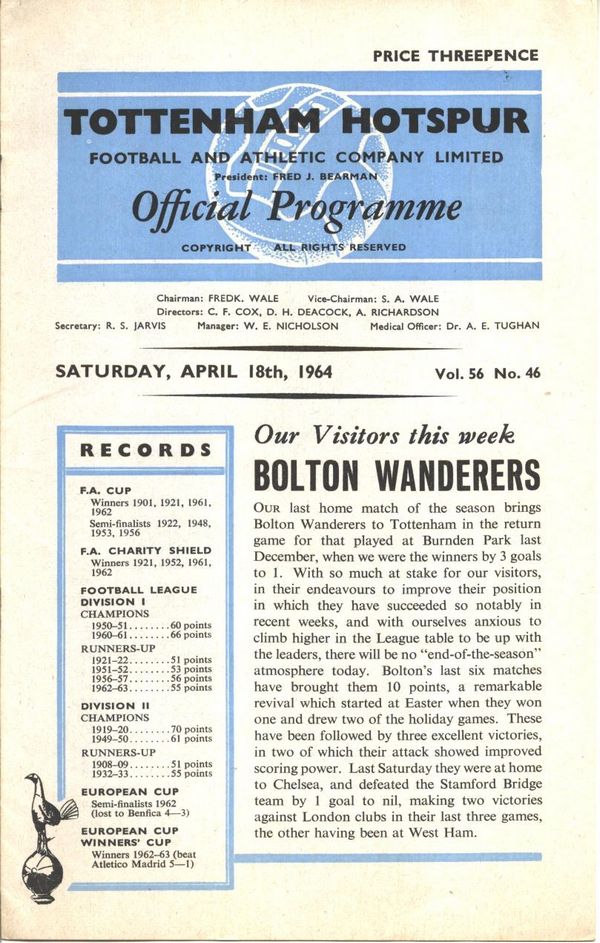 PRICE THREEPENCE
TOTTENHAM HOTSPUR
FOOTBALL AND ATHLETIC COMPANY LIMITED
President: FRED J. BEARMAN
Official Programme
COPYRIGHT ALL RIGHTS RESERVED
Chairman: FREDK. WALE Vice-Chairman: S. A. WALE
Directors: C. F. COX, D. H. DEACOCK, A. RICHARDSON
Secretary: R. S. JARVIS Manager: W. E. NICHOLSON Medical Officer: Dr. A. E. TUGHAN
SATURDAY, APRIL 18th, 1964 Vol. 56 No. 46
RECORDS
F.A. CUP
Winners 1901, 1921, 1961,
1962
Semi-finalists 1922, 1948,
1953, 1956
F.A. CHARITY SHIELD
Winners 1921, 1952, 1961,
1962
FOOTBALL LEAGUE
DIVISION I
CHAMPIONS
1950–51........60 points
1960–61........66 points
RUNNERS-UP
1921–22........51 points
1951–52........53 points
1956–57........56 points
1962–63........55 points
DIVISION II
CHAMPIONS
1919–20........70 points
1949–50........61 points
RUNNERS-UP
1908–09........51 points
1932–33........55 points
EUROPEAN CUP
Semi-finalists 1962
(lost to Benfica 4—3)
EUROPEAN CUP
WINNERS' CUP
Winners 1962–63 (beat
Atletico Madrid 5—1)
Our Visitors this week
BOLTON WANDERERS
OUR last home match of the season brings
Bolton Wanderers to Tottenham in the return
game for that played at Burnden Park last
December, when we were the winners by 3 goals
to 1. With so much at stake for our visitors,
in their endeavours to improve their position
in which they have succeeded so notably in
recent weeks, and with ourselves anxious to
climb higher in the League table to be up with
the leaders, there will be no "end-of-the-season"
atmosphere today. Bolton's last six matches
have brought them 10 points, a remarkable
revival which started at Easter when they won
one and drew two of the holiday games. These
have been followed by three excellent victories,
in two of which their attack showed improved
scoring power. Last Saturday they were at home
to Chelsea, and defeated the Stamford Bridge
team by 1 goal to nil, making two victories
against London clubs in their last three games,
the other having been at West Ham.